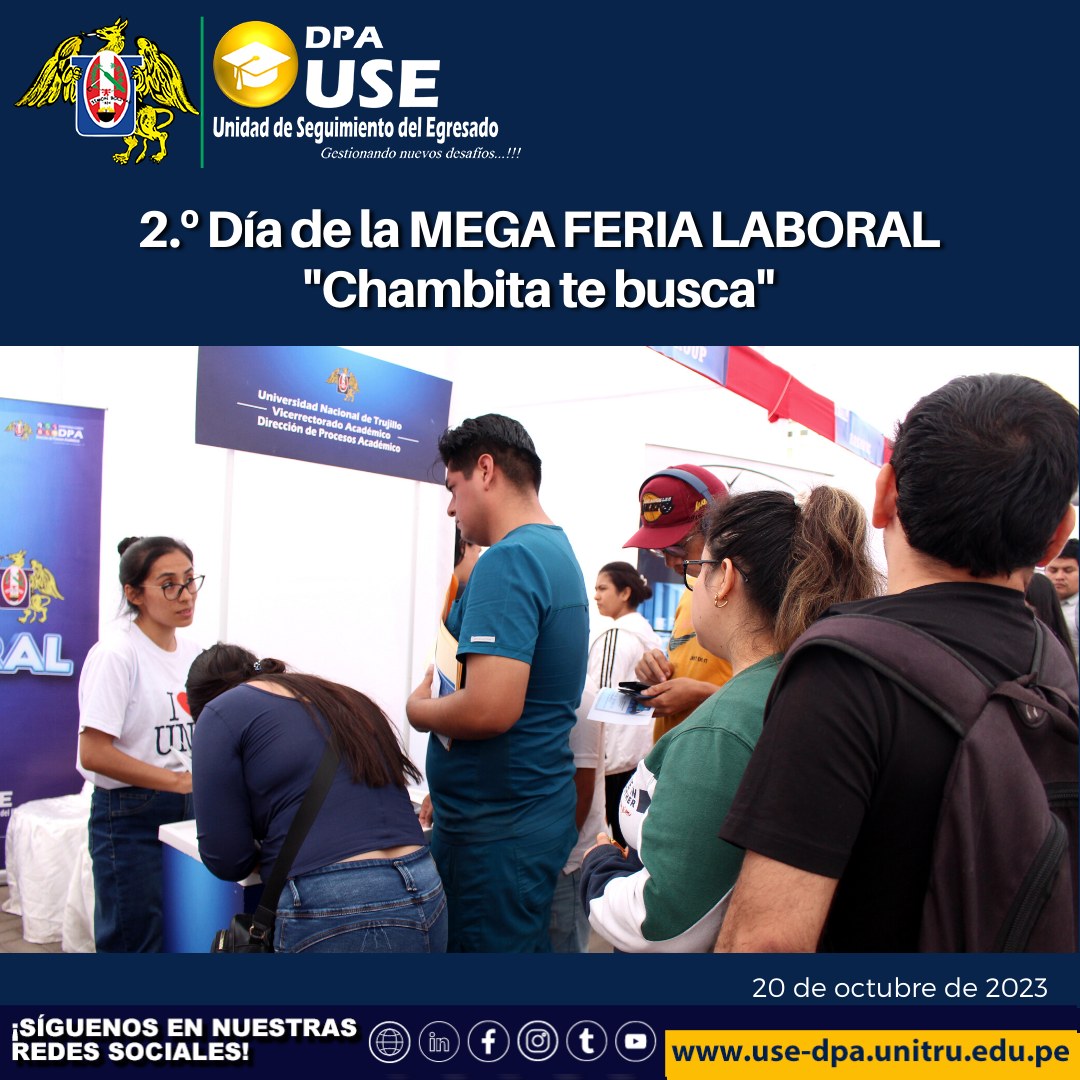 DPA
USE
Unidad de Seguimiento del Egresado
Gestionando nuevos desafíos...!!!
2.º Día de la MEGA FERIA LABORAL
"Chambita te busca"
Universidad Nacional de Trujillo
Vicerrectorado Académico
Dirección de Procesos Académico
DPA
RAL
I
UN
20 de octubre de 2023
¡SÍGUENOS EN NUESTRAS
REDES SOCIALES!
www.use-dpa.unitru.edu.pe